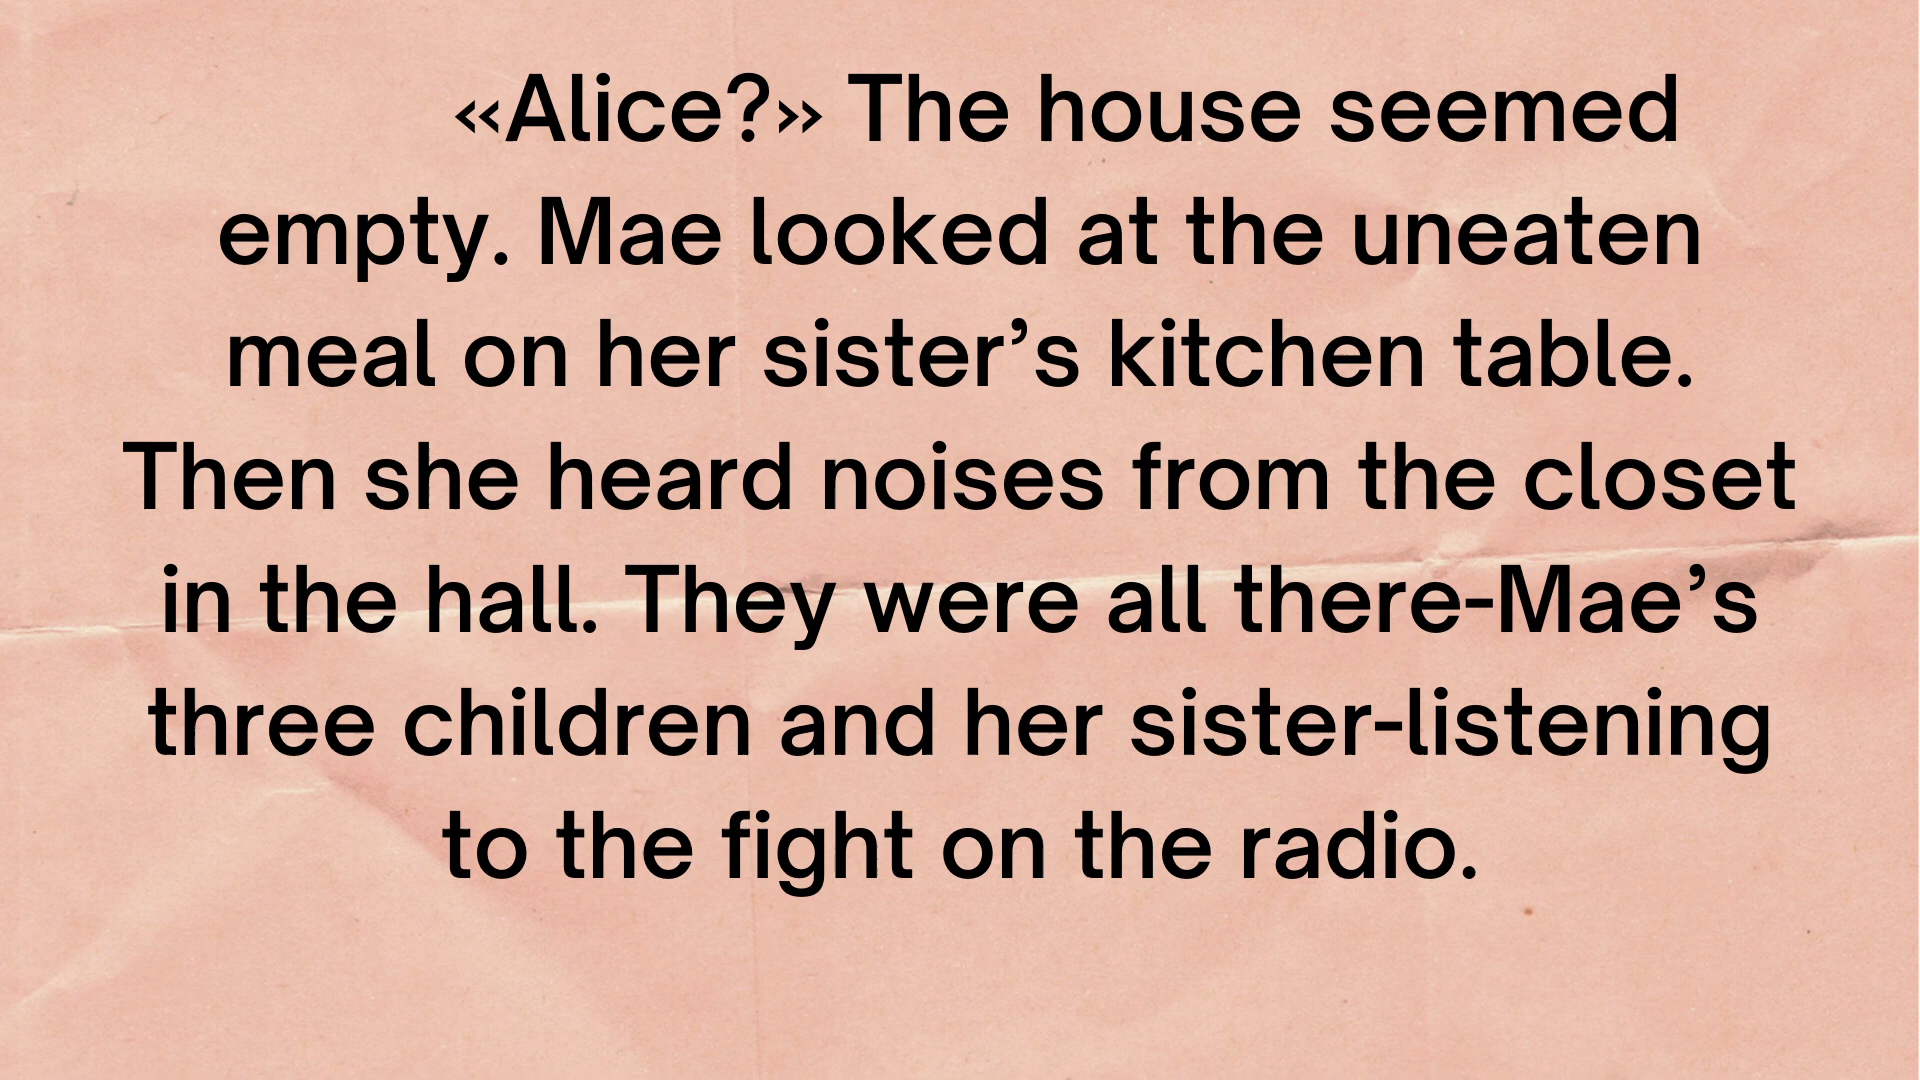 «Alice?» The house seemed
empty. Mae looked at the uneaten
meal on her sister’s kitchen table.
Then she heard noises from the closet
in the hall. They were all there-Mae’s
three children and her sister-listening
to the fight on the radio.